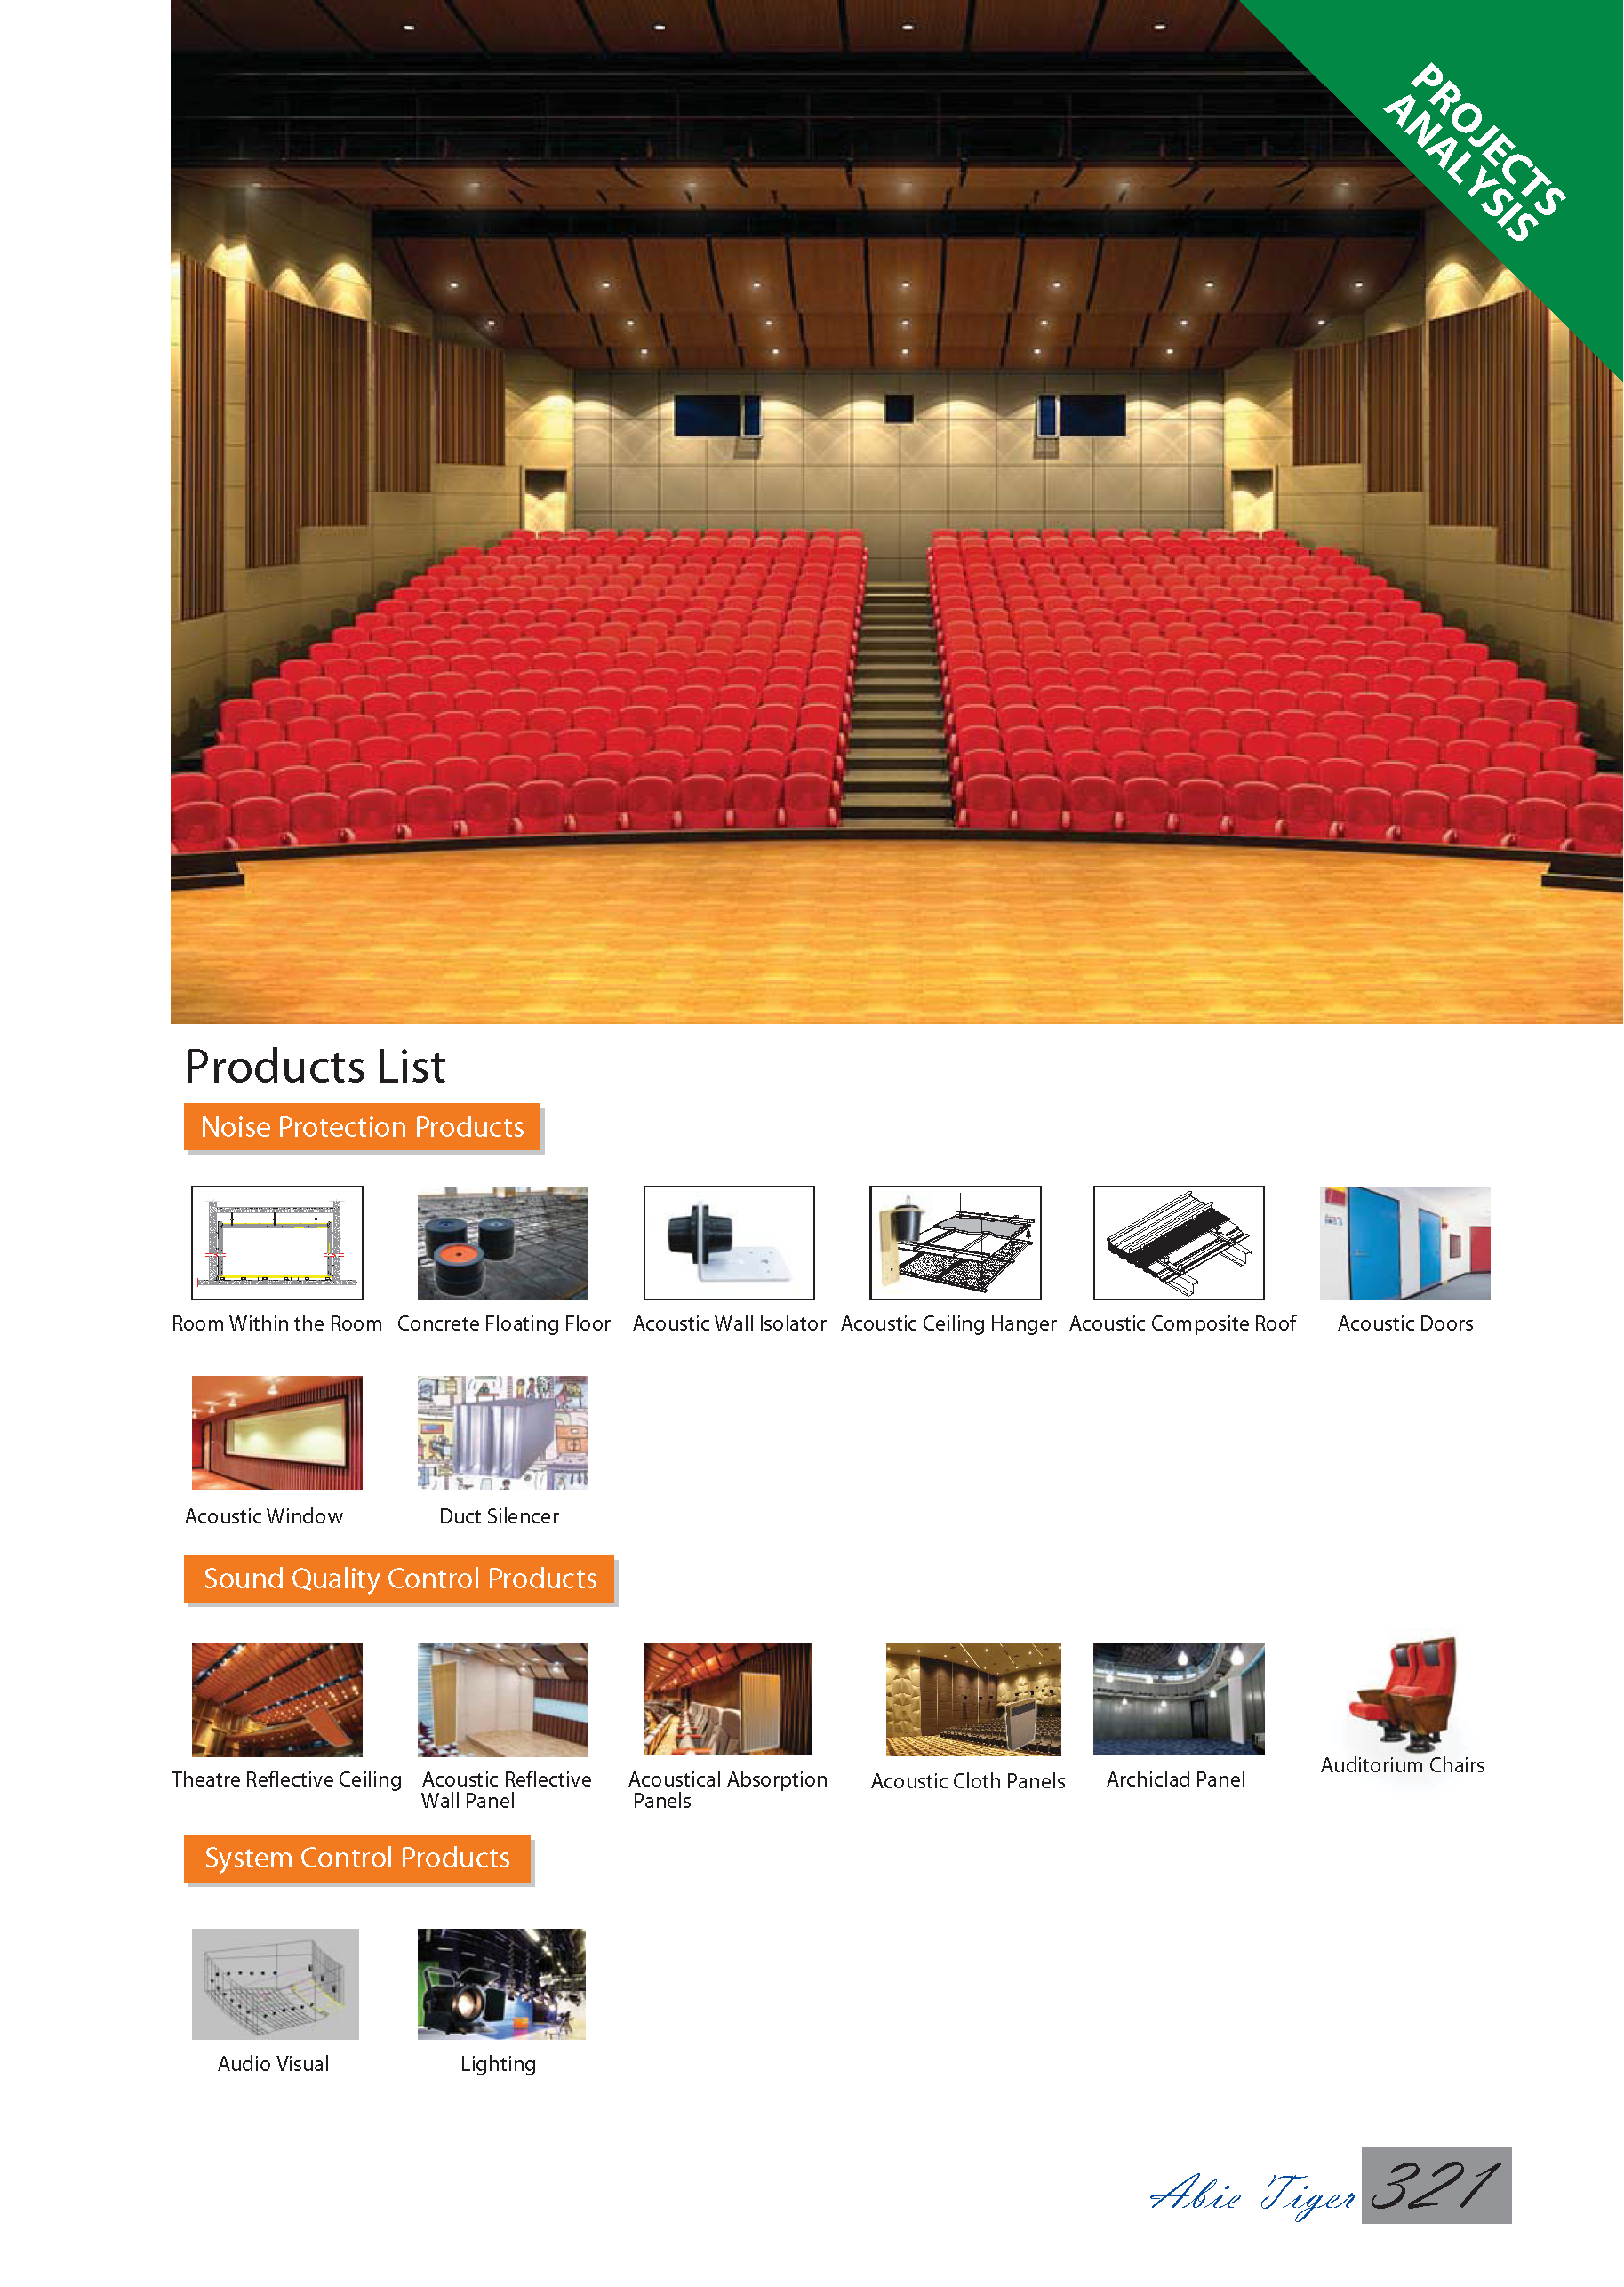 PROJECTS
ANALYSIS
Products List
Noise Protection Products
Room Within the Room
Concrete Floating Floor
Acoustic Wall Isolator
Acoustic Ceiling Hanger
Acoustic Composite Roof
Acoustic Doors
Acoustic Window
Duct Silencer
Sound Quality Control Products
Theatre Reflective Ceiling
Acoustic Reflective
Wall Panel
Acoustical Absorption
Panels
Acoustic Cloth Panels
Archiclad Panel
Auditorium Chairs
System Control Products
Audio Visual
Lighting
Abie Tiger 321